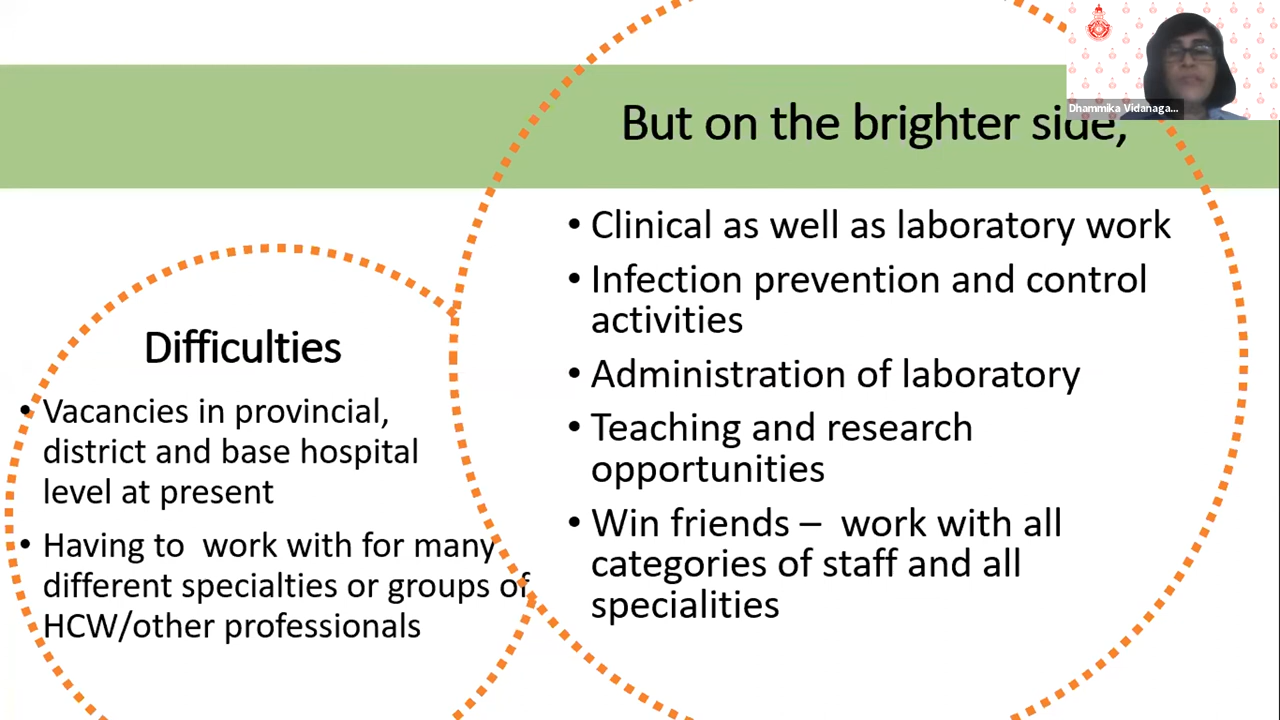 Dhammika Vidanaga...
But on the brighter side,
• Clinical as well as laboratory work
• Infection prevention and control
activities
• Administration of laboratory
• Teaching and research
opportunities
• Win friends – work with all
categories of staff and all
specialities
Difficulties
• Vacancies in provincial,
district and base hospital
level at present
• Having to work with for many
different specialties or groups of
HCW/other professionals